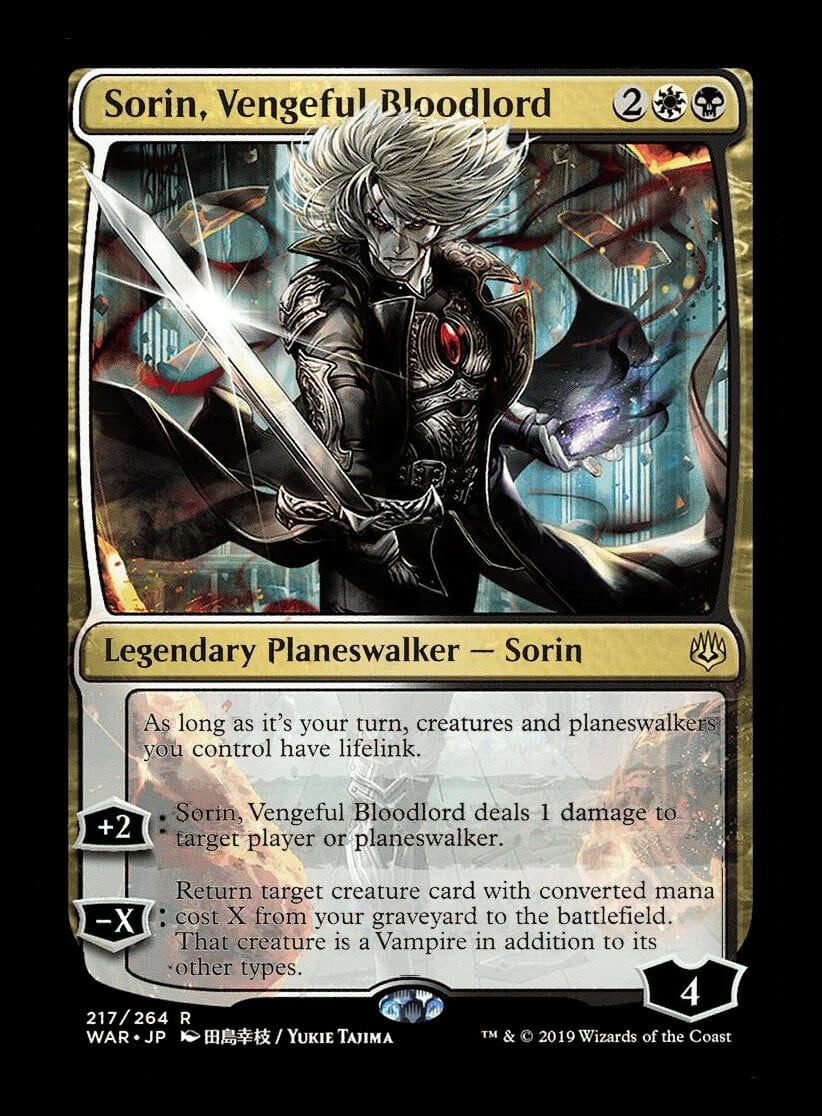 Sorin, Vengeful Bloodlord 2
Legendary Planeswalker — Sorin
As long as it's your turn, creatures and planeswalkers
you control have lifelink.
+2 : Sorin, Vengeful Bloodlord deals 1 damage to
target player or planeswalker.
Return target creature card with converted mana
−X : cost X from your graveyard to the battlefield.
That creature is a Vampire in addition to its
other types.
4
217/264 R
WAR • JP 田島幸枝 / Yukie Tajima
™ & © 2019 Wizards of the Coast